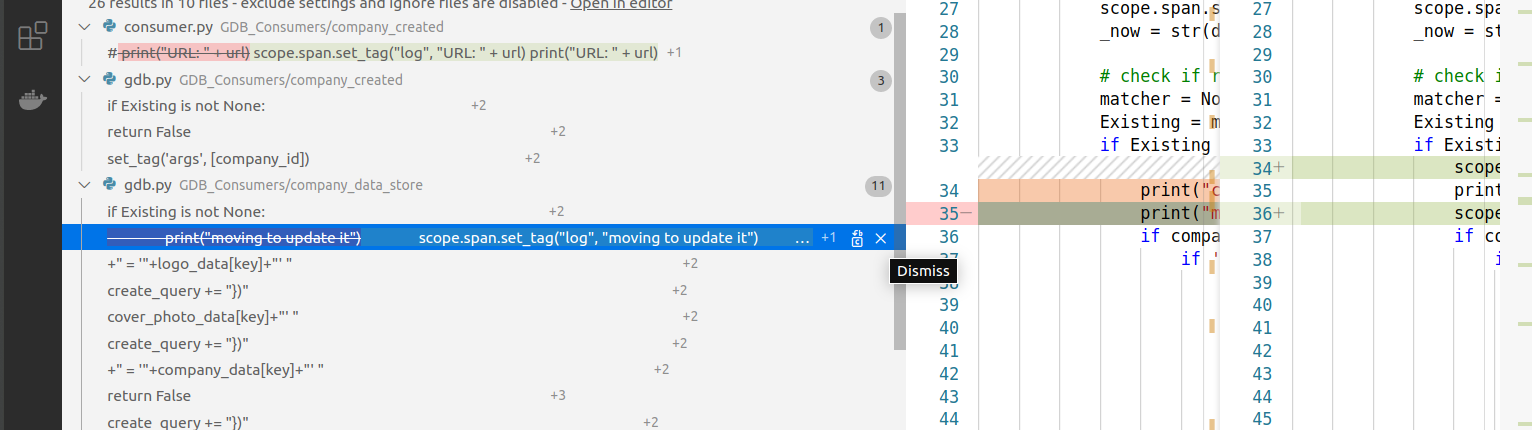 26 results in 10 files - exclude settings and ignore files are disabled - Open in editor
consumer.py GDB_Consumers/company_created 1
# print("URL: " + url) scope.span.set_tag("log", "URL: " + url) print("URL: " + url) +1
gdb.py GDB_Consumers/company_created 3
if Existing is not None: +2
return False +2
set_tag('args', [company_id]) +2
gdb.py GDB_Consumers/company_data_store 11
if Existing is not None: +2
print("moving to update it") scope.span.set_tag("log", "moving to update it") ... +1
Dismiss
+" = '"+logo_data[key]+"' " +2
create_query += "})" +2
cover_photo_data[key]+"' " +2
create_query += "})" +2
+" = '"+company_data[key]+"' " +2
return False +3
create_query += "})" +2
27 scope.span.s
28 _now = str(d
29
30 # check if r
31 matcher = No
32 Existing = m
33 if Existing
34 print("c
35 print("m
36 if compa
37 if '
38
39
40
41
42
43
44
27 scope.spa
28 _now = st
29
30 # check i
31 matcher =
32 Existing
33 if Existi
34+ scope
35 print
36+ scope
37 if co
38 i
39
40
41
42
43
44
45